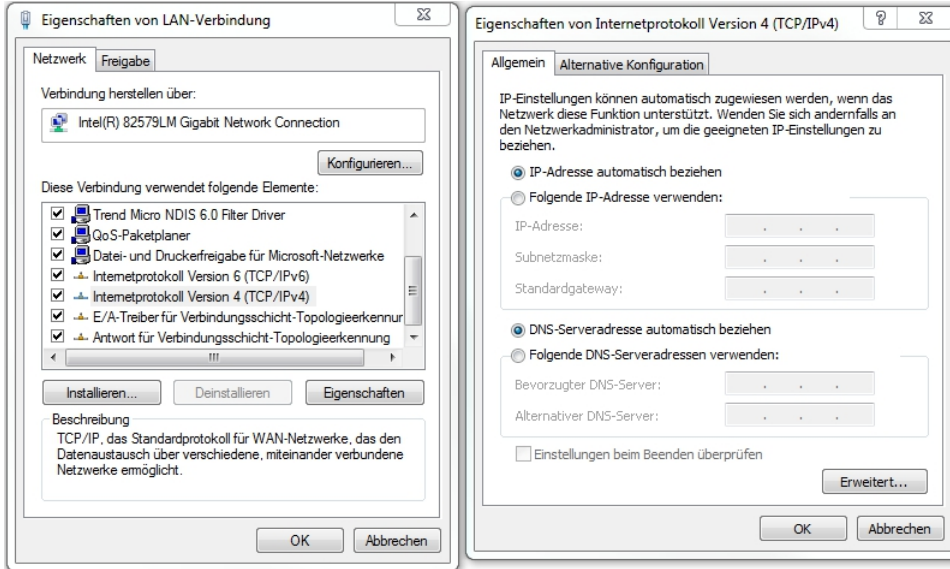 Eigenschaften von LAN-Verbindung
Netzwerk
Freigabe
Verbindung herstellen über:
Intel(R) 82579LM Gigabit Network Connection
Konfigurieren...
Diese Verbindung verwendet folgende Elemente:
Trend Micro NDIS 6.0 Filter Driver
QoS-Paketplaner
Datei- und Druckerfreigabe für Microsoft-Netzwerke
Internetprotokoll Version 6 (TCP/IPv6)
Internetprotokoll Version 4 (TCP/IPv4)
E/A-Treiber für Verbindungsschicht-Topologieerkennur
Antwort für Verbindungsschicht-Topologieerkennung
Installieren...
Deinstallieren
Eigenschaften
Beschreibung
TCP/IP, das Standardprotokoll für WAN-Netzwerke, das den
Datenaustausch über verschiedene, miteinander verbundene
Netzwerke ermöglicht.
OK
Abbrechen
Eigenschaften von Internetprotokoll Version 4 (TCP/IPv4)
Allgemein
Alternative Konfiguration
IP-Einstellungen können automatisch zugewiesen werden, wenn das
Netzwerk diese Funktion unterstützt. Wenden Sie sich andernfalls an
den Netzwerkadministrator, um die geeigneten IP-Einstellungen zu
beziehen.
IP-Adresse automatisch beziehen
Folgende IP-Adresse verwenden:
IP-Adresse:
Subnetzmaske:
Standardgateway:
DNS-Serveradresse automatisch beziehen
Folgende DNS-Serveradressen verwenden:
Bevorzugter DNS-Server:
Alternativer DNS-Server:
Einstellungen beim Beenden überprüfen
Erweitert...
OK
Abbrechen